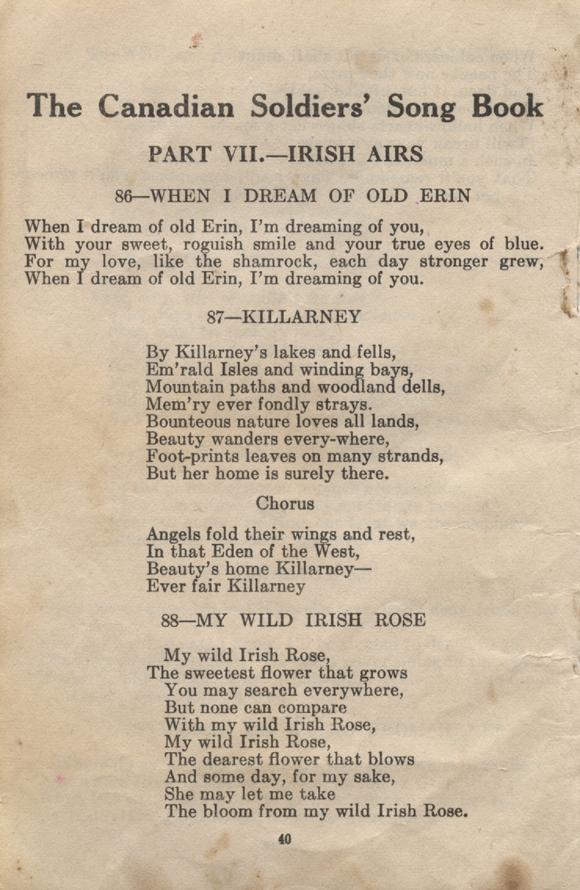 The Canadian Soldiers' Song Book
PART VII.—IRISH AIRS
86—WHEN I DREAM OF OLD ERIN
When I dream of old Erin, I'm dreaming of you,
With your sweet, roguish smile and your true eyes of blue.
For my love, like the shamrock, each day stronger grew,
When I dream of old Erin, I'm dreaming of you.
87—KILLARNEY
By Killarney's lakes and fells,
Em'rald Isles and winding bays,
Mountain paths and woodland dells,
Mem'ry ever fondly strays.
Bounteous nature loves all lands,
Beauty wanders every-where,
Foot-prints leaves on many strands,
But her home is surely there.
Chorus
Angels fold their wings and rest,
In that Eden of the West,
Beauty's home Killarney—
Ever fair Killarney
88—MY WILD IRISH ROSE
My wild Irish Rose,
The sweetest flower that grows
You may search everywhere,
But none can compare
With my wild Irish Rose,
My wild Irish Rose,
The dearest flower that blows
And some day, for my sake,
She may let me take
The bloom from my wild Irish Rose.
40